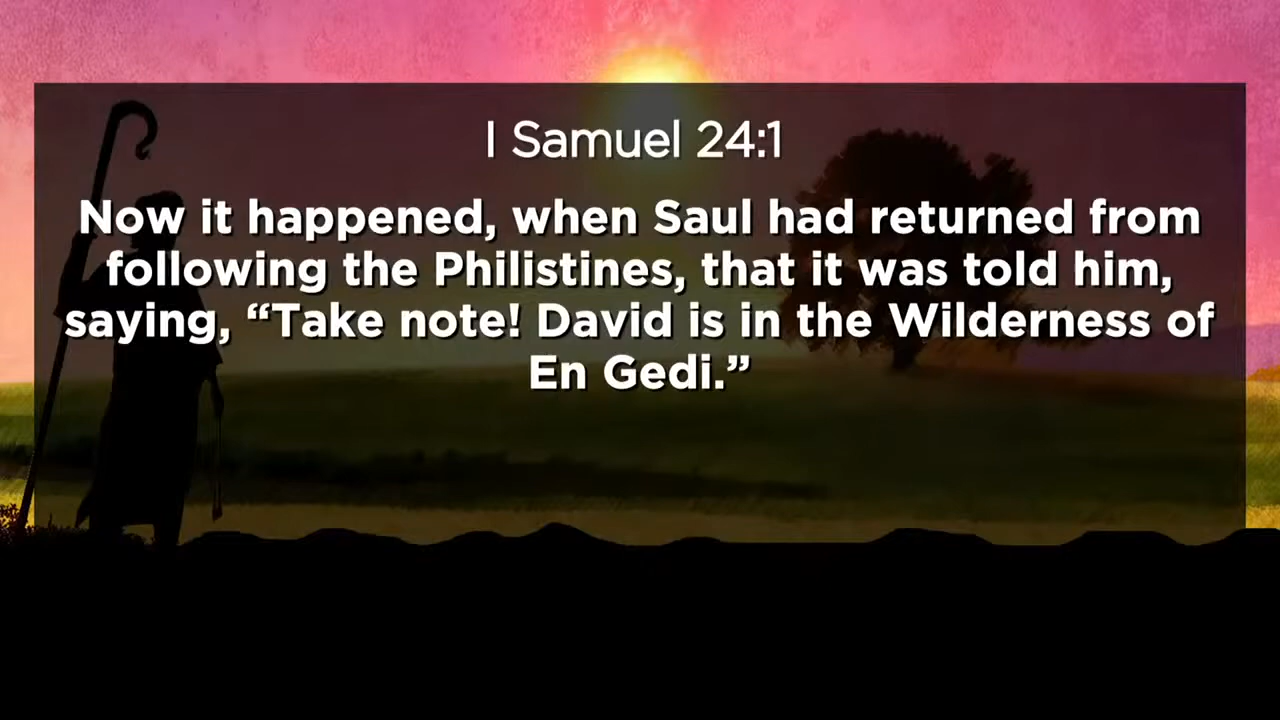 I Samuel 24:1
Now it happened, when Saul had returned from
following the Philistines, that it was told him,
saying, “Take note! David is in the Wilderness of
En Gedi.”